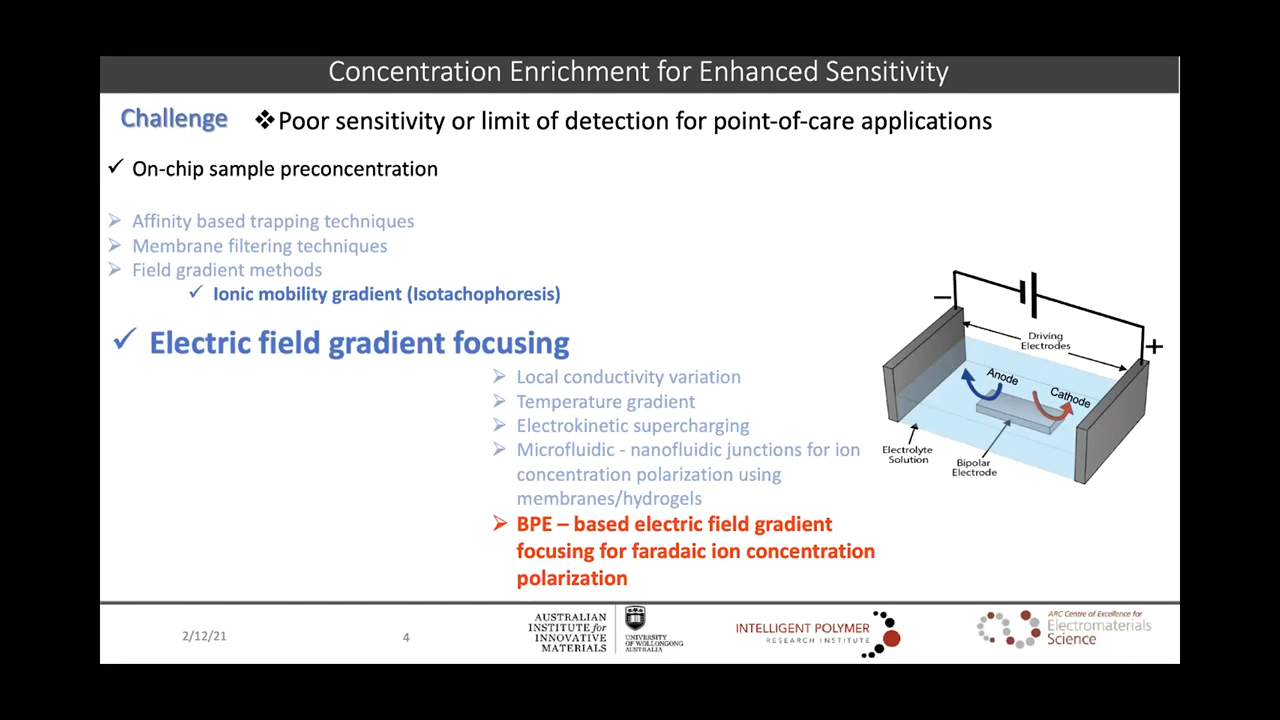 Concentration Enrichment for Enhanced Sensitivity
Challenge ❖Poor sensitivity or limit of detection for point-of-care applications
✓ On-chip sample preconcentration
➢ Affinity based trapping techniques
➢ Membrane filtering techniques
➢ Field gradient methods
✓ Ionic mobility gradient (Isotachophoresis)
✓ Electric field gradient focusing
➢ Local conductivity variation
➢ Temperature gradient
➢ Electrokinetic supercharging
➢ Microfluidic - nanofluidic junctions for ion
concentration polarization using
membranes/hydrogels
➢ BPE – based electric field gradient
focusing for faradaic ion concentration
polarization
−
+
Driving
Electrodes
Anode
Cathode
Electrolyte
Solution
Bipolar
Electrode
2/12/21
4
AUSTRALIAN
INSTITUTE for
INNOVATIVE
MATERIALS
UNIVERSITY
OF WOLLONGONG
AUSTRALIA
INTELLIGENT POLYMER
RESEARCH INSTITUTE
ARC Centre of Excellence for
Electromaterials
Science